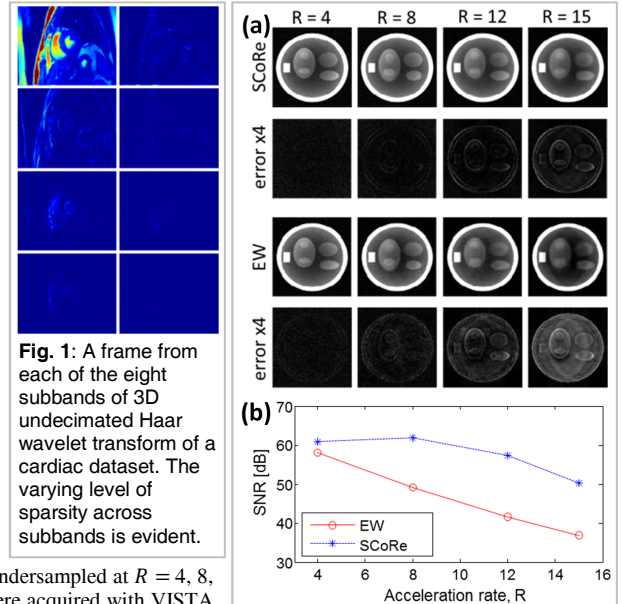 Fig. 1: A frame from
each of the eight
subbands of 3D
undecimated Haar
wavelet transform of a
cardiac dataset. The
varying level of
sparsity across
subbands is evident.
ndersampled at R = 4, 8,
ere acquired with VISTA
(a)
R = 4 R = 8 R = 12 R = 15
SCoRe
error x4
EW
error x4
(b)
70
60
50
40
30
SNR [dB]
EW
SCoRe
4 6 8 10 12 14 16
Acceleration rate, R